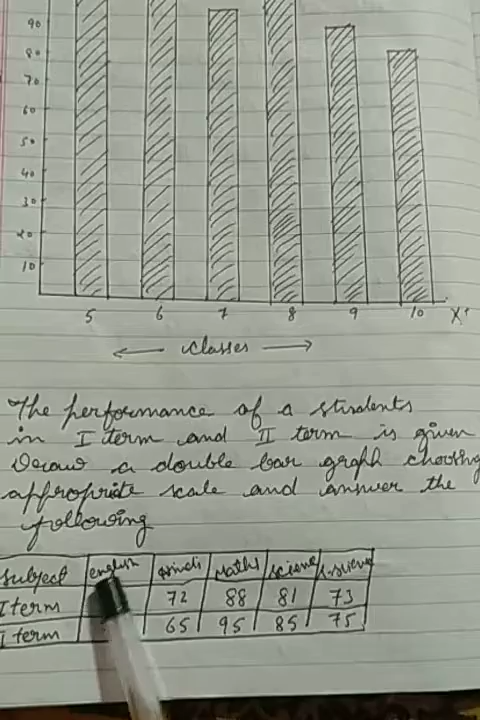 90
80
70
60
50
40
30
20
10
5 6 7 8 9 10 X'
classes
The performance of a students
in I term and II term is given
Draw a double bar graph choosing
appropriate scale and answer the
following
Subject english Hindi Maths Science S.Science
I term 72 88 81 73
I term 65 95 85 75